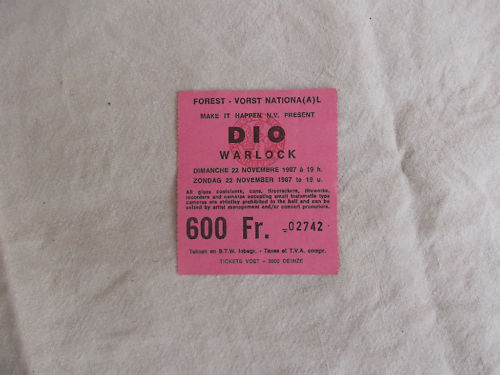 FOREST - VORST NATIONA(A)L
MAKE IT HAPPEN N.V. PRESENT
DIO
WARLOCK
DIMANCHE 22 NOVEMBRE 1987 à 19 h.
ZONDAG 22 NOVEMBER 1987 to 19 u.
All glass containers, cans, firecrackers, fireworks,
recorders and cameras accepting small instamatic type
cameras are strictly prohibited in the hall and can be
seized by artist management and/or concert promotors.
600 Fr. 02742
Taksen en B.T.W. inbegr. - Taxes et T.V.A. compr.
TICKETS VOET - 9800 DEINZE